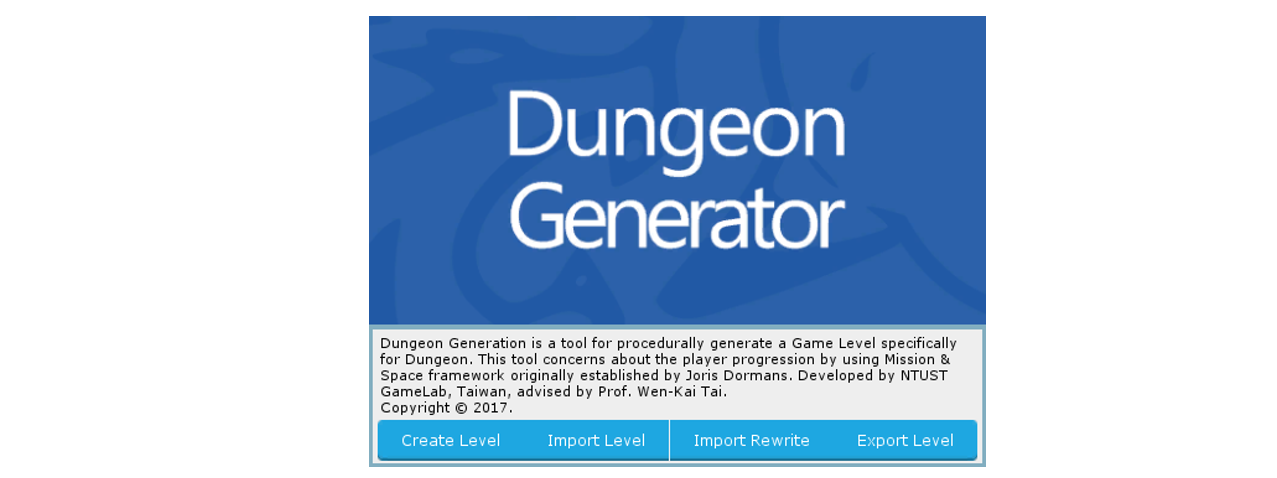 Dungeon
Generator
Dungeon Generation is a tool for procedurally generate a Game Level specifically
for Dungeon. This tool concerns about the player progression by using Mission &
Space framework originally established by Joris Dormans. Developed by NTUST
GameLab, Taiwan, advised by Prof. Wen-Kai Tai.
Copyright © 2017.
Create Level Import Level Import Rewrite Export Level